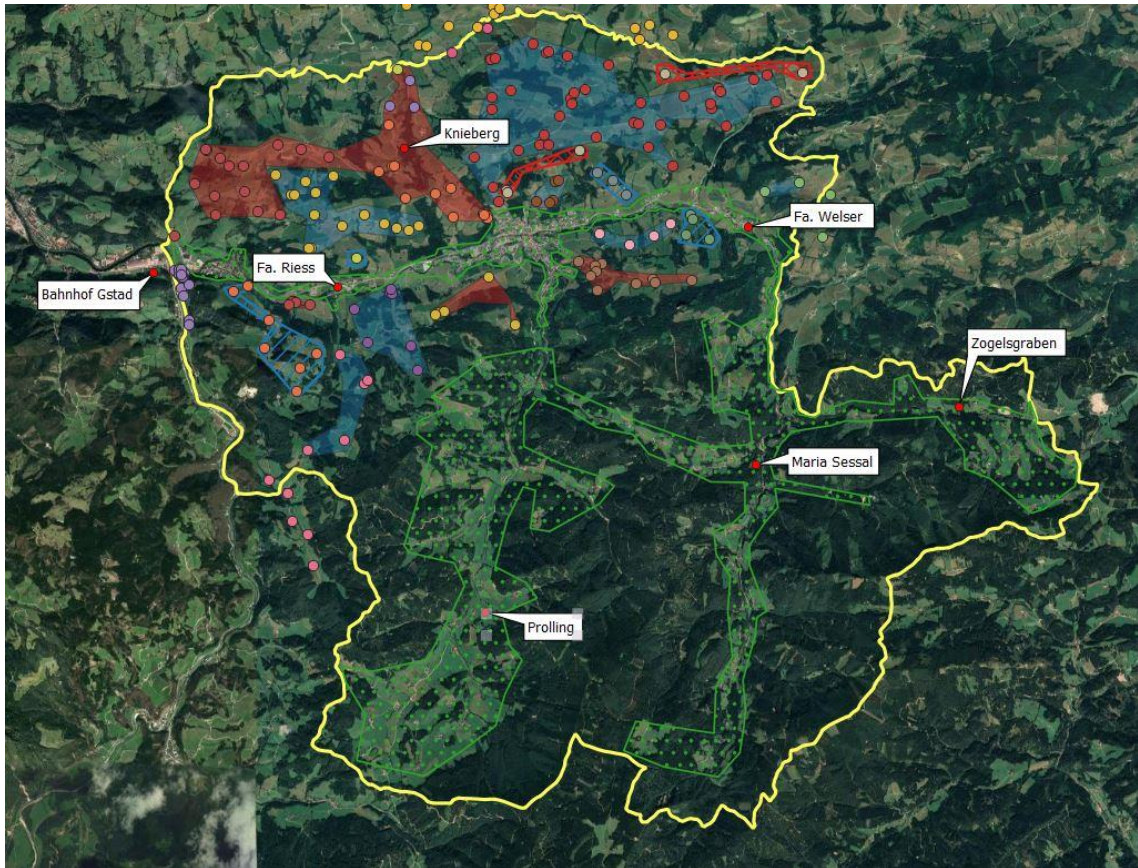 Knieberg
Fa. Welser
Fa. Riess
Bahnhof Gstad
Zogelsgraben
Maria Sessal
Prolling